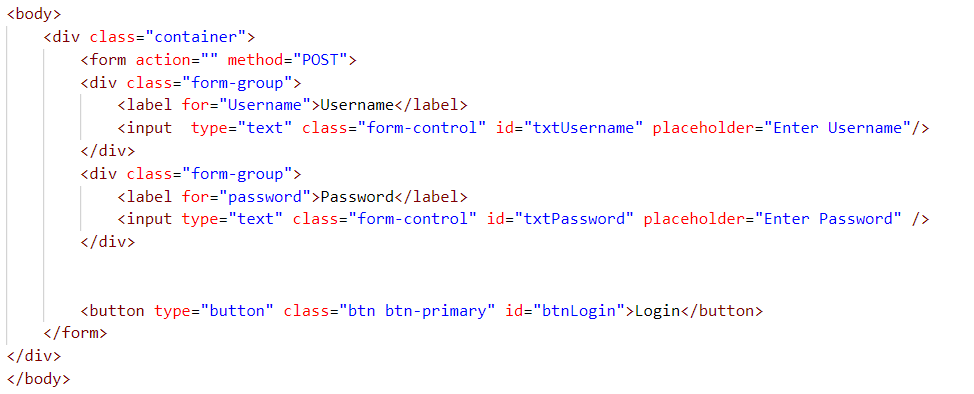 <body>
    <div class="container">
        <form action="" method="POST">
        <div class="form-group">
            <label for="Username">Username</label>
            <input  type="text" class="form-control" id="txtUsername" placeholder="Enter Username"/>
        </div>
        <div class="form-group">
            <label for="password">Password</label>
            <input type="text" class="form-control" id="txtPassword" placeholder="Enter Password" />
        </div>
        <button type="button" class="btn btn-primary" id="btnLogin">Login</button>
    </form>
</div>
</body>